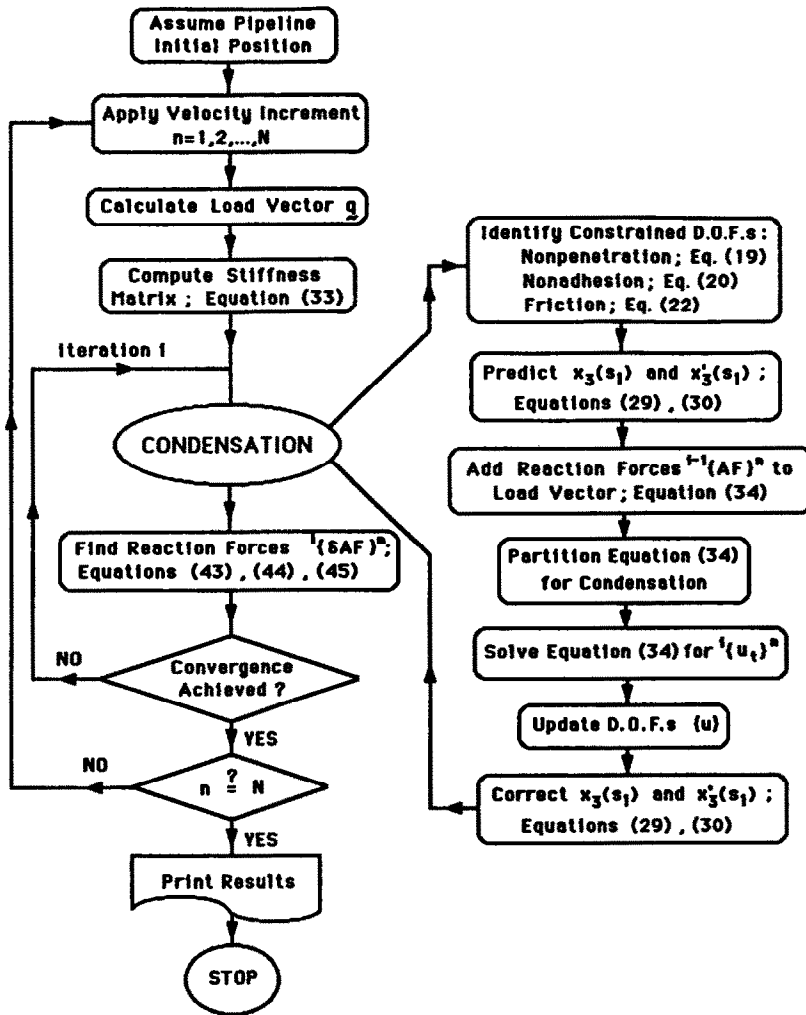 Assume Pipeline
Initial Position
Apply Velocity Increment
n=1,2,...,N
Calculate Load Vector q
Compute Stiffness
Matrix ; Equation (33)
Iteration i
CONDENSATION
Find Reaction Forces ⁱ{δAF}ⁿ;
Equations (43) , (44) , (45)
NO
Convergence
Achieved ?
YES
NO
n ≟ N
YES
Print Results
STOP
Identify Constrained D.O.F.s :
Nonpenetration ; Eq. (19)
Nonadhesion ; Eq. (20)
Friction ; Eq. (22)
Predict x₃(s₁) and x'₃(s₁) ;
Equations (29) , (30)
Add Reaction Forces ⁱ⁻¹{AF}ⁿ to
Load Vector ; Equation (34)
Partition Equation (34)
for Condensation
Solve Equation (34) for ⁱ{uₜ}ⁿ
Update D.O.F.s {u}
Correct x₃(s₁) and x'₃(s₁) ;
Equations (29) , (30)